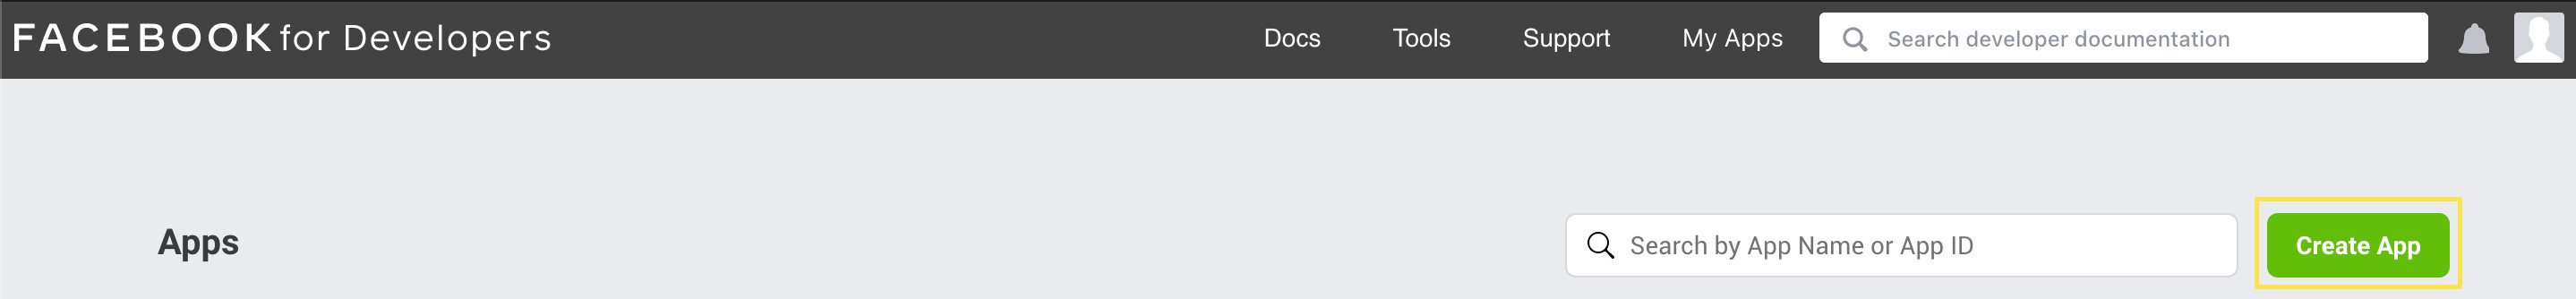 FACEBOOK for Developers Docs Tools Support My Apps Search developer documentation
Apps Search by App Name or App ID Create App